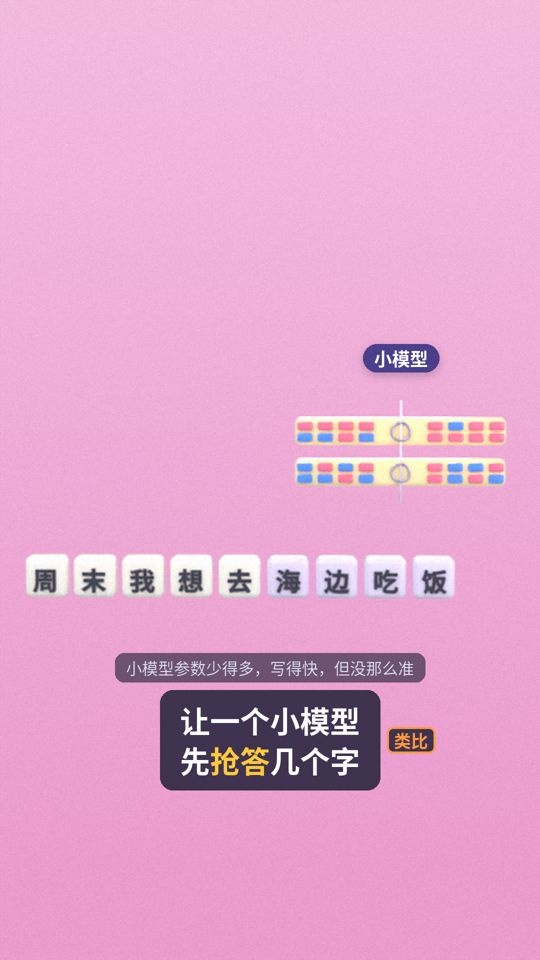 小模型
周末我想去海边吃饭
小模型参数少得多，写得快，但没那么准
让一个小模型
先抢答几个字
类比